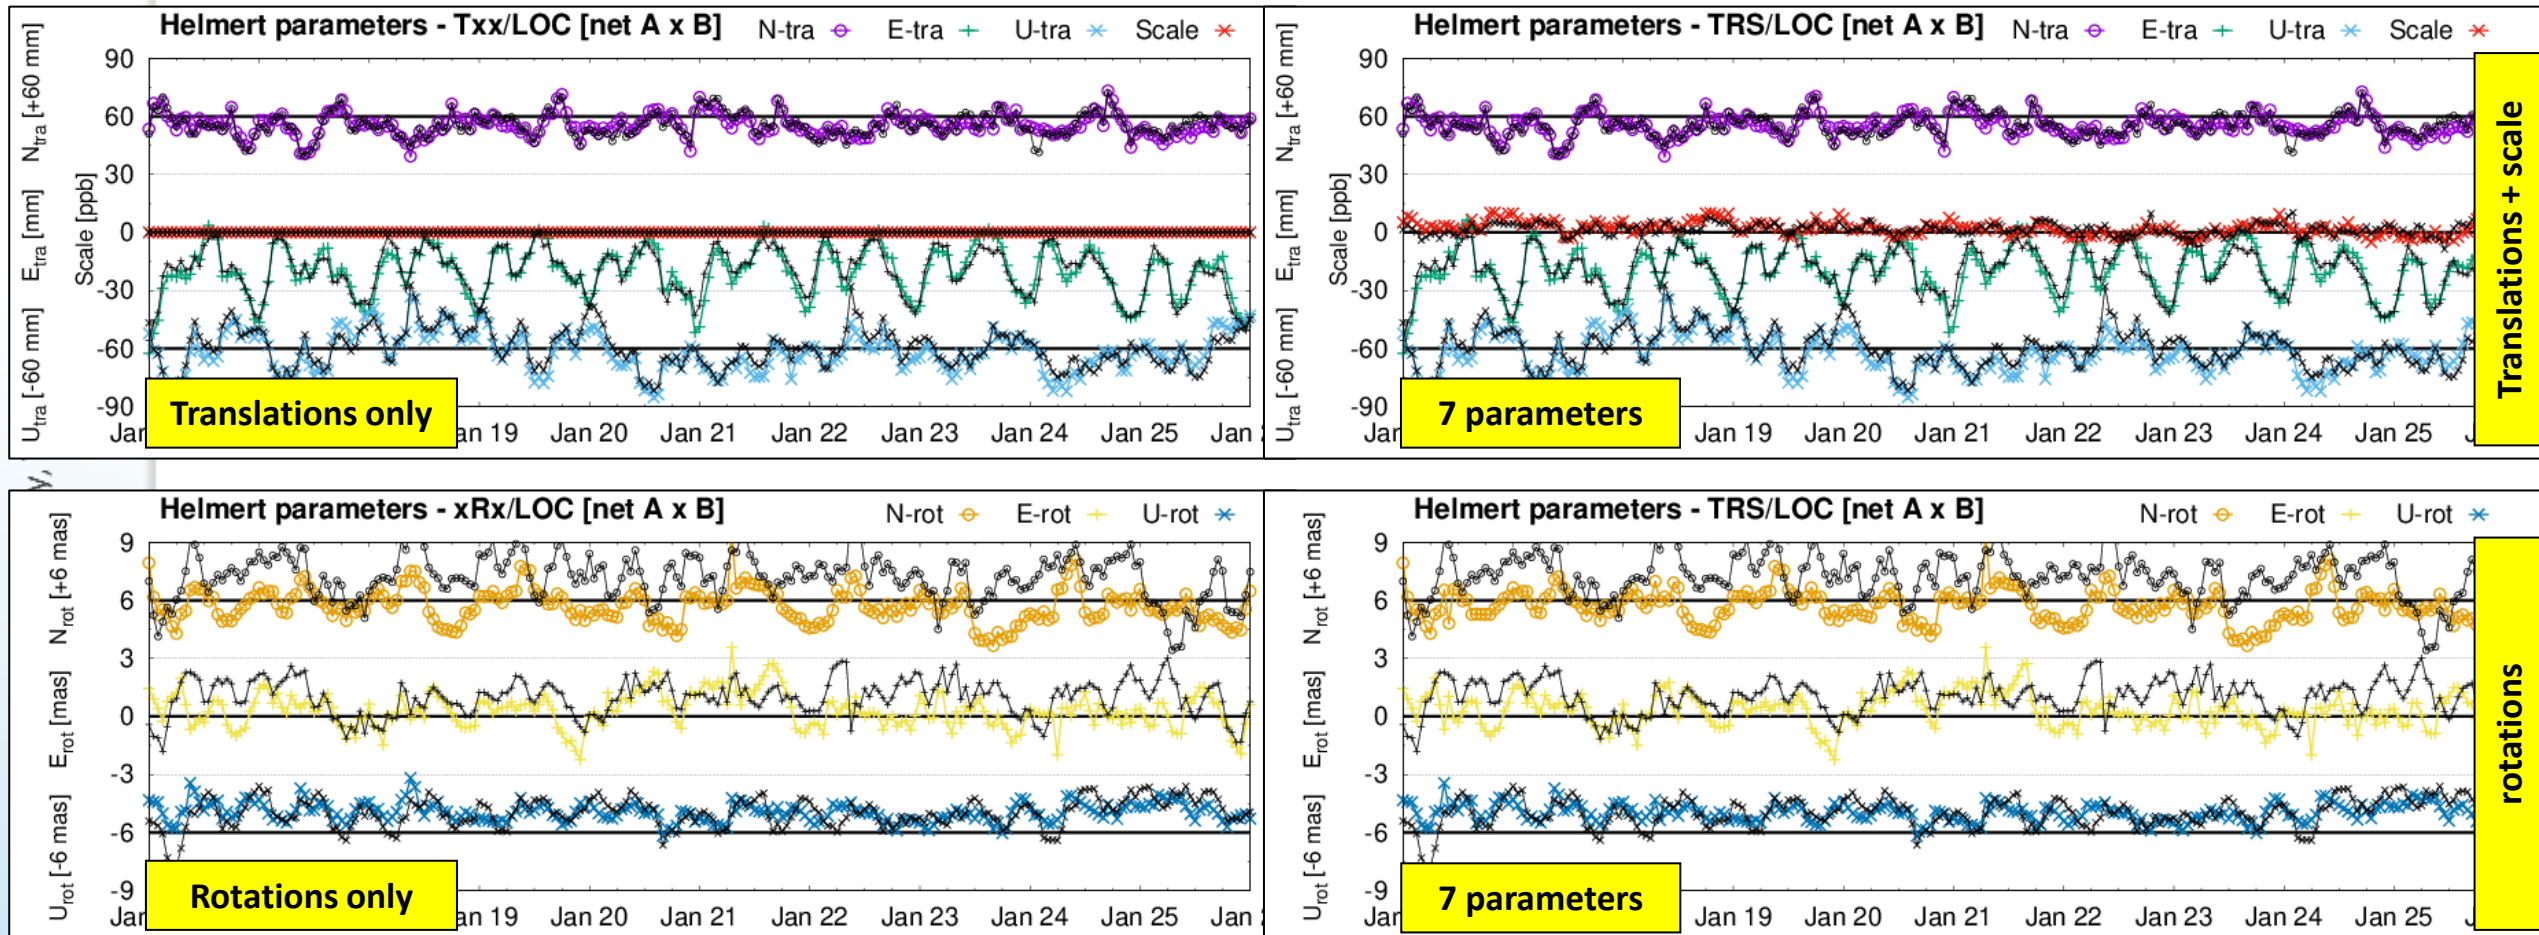 Helmert parameters - Txx/LOC [net A x B] N-tra E-tra U-tra Scale
90
60
30
0
-30
-60
-90
U_tra [-60 mm] E_tra [mm] N_tra [+60 mm]
Scale [ppb]
Translations only
Jan 19 Jan 20 Jan 21 Jan 22 Jan 23 Jan 24 Jan 25 Jan
Helmert parameters - TRS/LOC [net A x B] N-tra E-tra U-tra Scale
90
60
30
0
-30
-60
-90
U_tra [-60 mm] E_tra [mm] N_tra [+60 mm]
Scale [ppb]
7 parameters
Jan 19 Jan 20 Jan 21 Jan 22 Jan 23 Jan 24 Jan 25
Translations + scale
y,
Helmert parameters - xRx/LOC [net A x B] N-rot E-rot U-rot
9
6
3
0
-3
-6
-9
U_rot [-6 mas] E_rot [mas] N_rot [+6 mas]
Rotations only
Jan 19 Jan 20 Jan 21 Jan 22 Jan 23 Jan 24 Jan 25 Jan
Helmert parameters - TRS/LOC [net A x B] N-rot E-rot U-rot
9
6
3
0
-3
-6
-9
U_rot [-6 mas] E_rot [mas] N_rot [+6 mas]
7 parameters
Jan 19 Jan 20 Jan 21 Jan 22 Jan 23 Jan 24 Jan 25
rotations